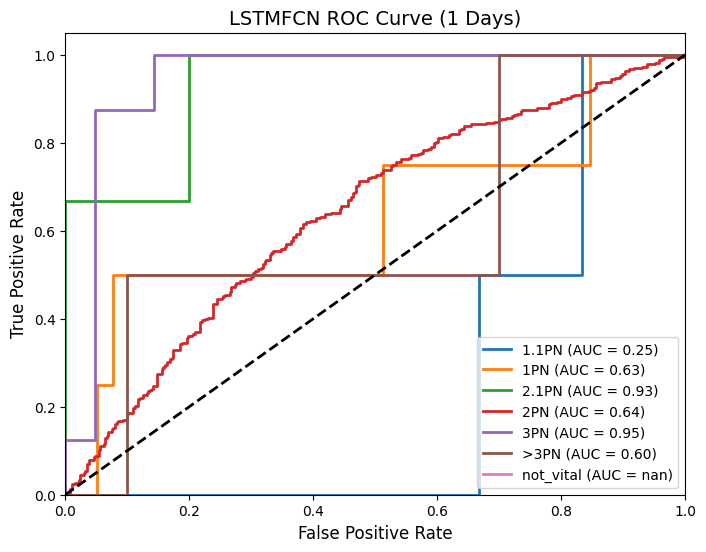 LSTMFCN ROC Curve (1 Days)
True Positive Rate
1.0
0.8
0.6
0.4
0.2
0.0
1.1PN (AUC = 0.25)
1PN (AUC = 0.63)
2.1PN (AUC = 0.93)
2PN (AUC = 0.64)
3PN (AUC = 0.95)
>3PN (AUC = 0.60)
not_vital (AUC = nan)
0.0 0.2 0.4 0.6 0.8 1.0
False Positive Rate